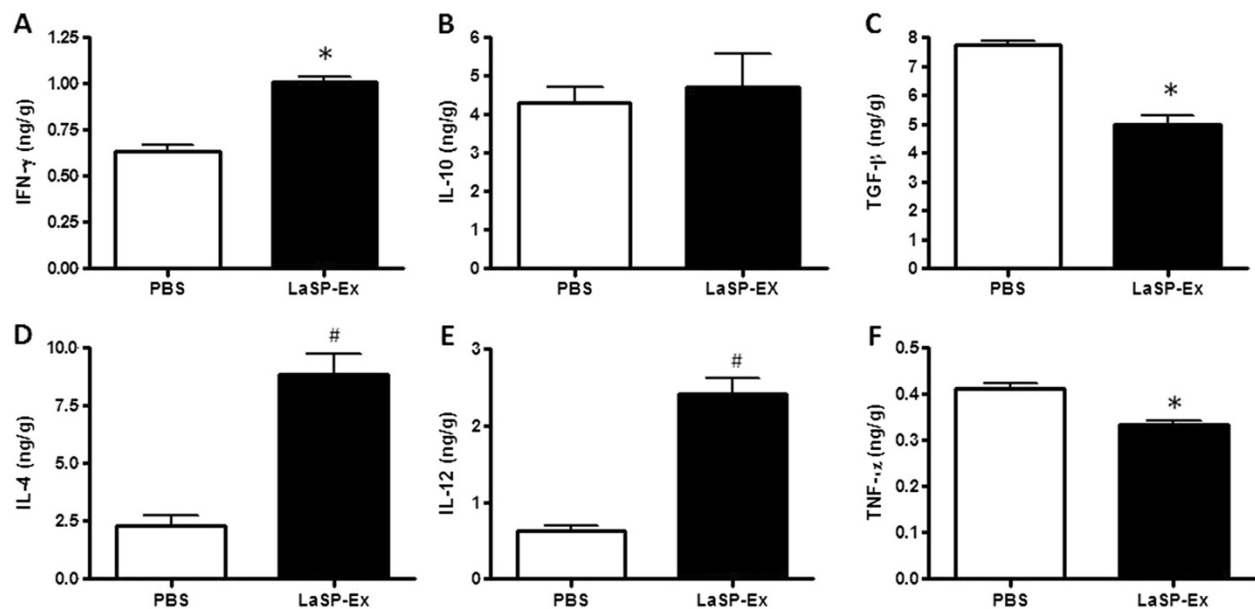 A
IFN-γ (ng/g)
1.25
1.00
0.75
0.50
0.25
0.00
*
PBS
LaSP-Ex
B
IL-10 (ng/g)
6
5
4
3
2
1
0
PBS
LaSP-EX
C
TGF-β (ng/g)
8
7
6
5
4
3
2
1
0
*
PBS
LaSP-Ex
D
IL-4 (ng/g)
10.0
7.5
5.0
2.5
0.0
#
PBS
LaSP-Ex
E
IL-12 (ng/g)
3
2
1
0
#
PBS
LaSP-Ex
F
TNF-α (ng/g)
0.5
0.4
0.3
0.2
0.1
0.0
*
PBS
LaSP-Ex